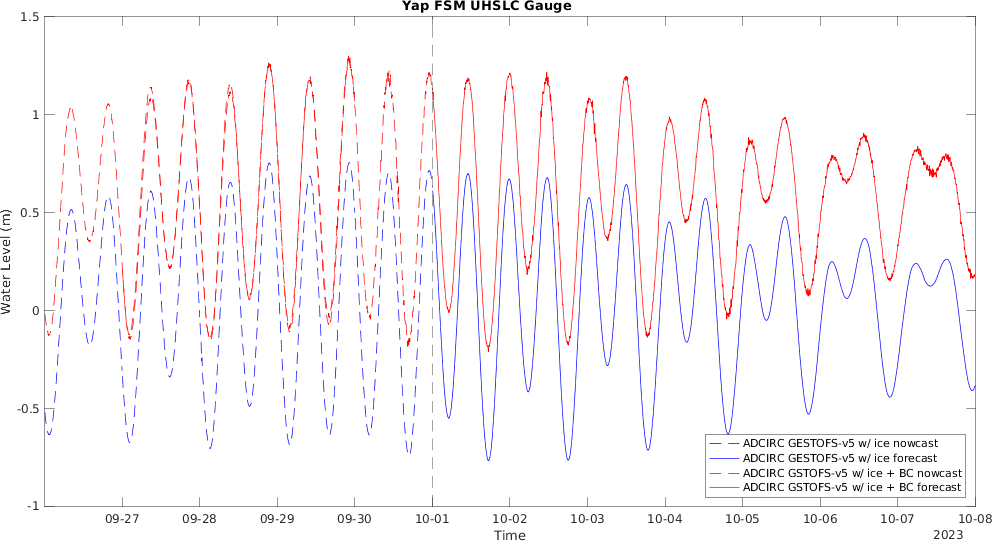 Yap FSM UHSLC Gauge
1.5
1
0.5
0
-0.5
-1
Water Level (m)
ADCIRC GESTOFS-v5 w/ ice nowcast
ADCIRC GESTOFS-v5 w/ ice forecast
ADCIRC GSTOFS-v5 w/ ice + BC nowcast
ADCIRC GSTOFS-v5 w/ ice + BC forecast
09-27 09-28 09-29 09-30 10-01 10-02 10-03 10-04 10-05 10-06 10-07 10-08
Time
2023